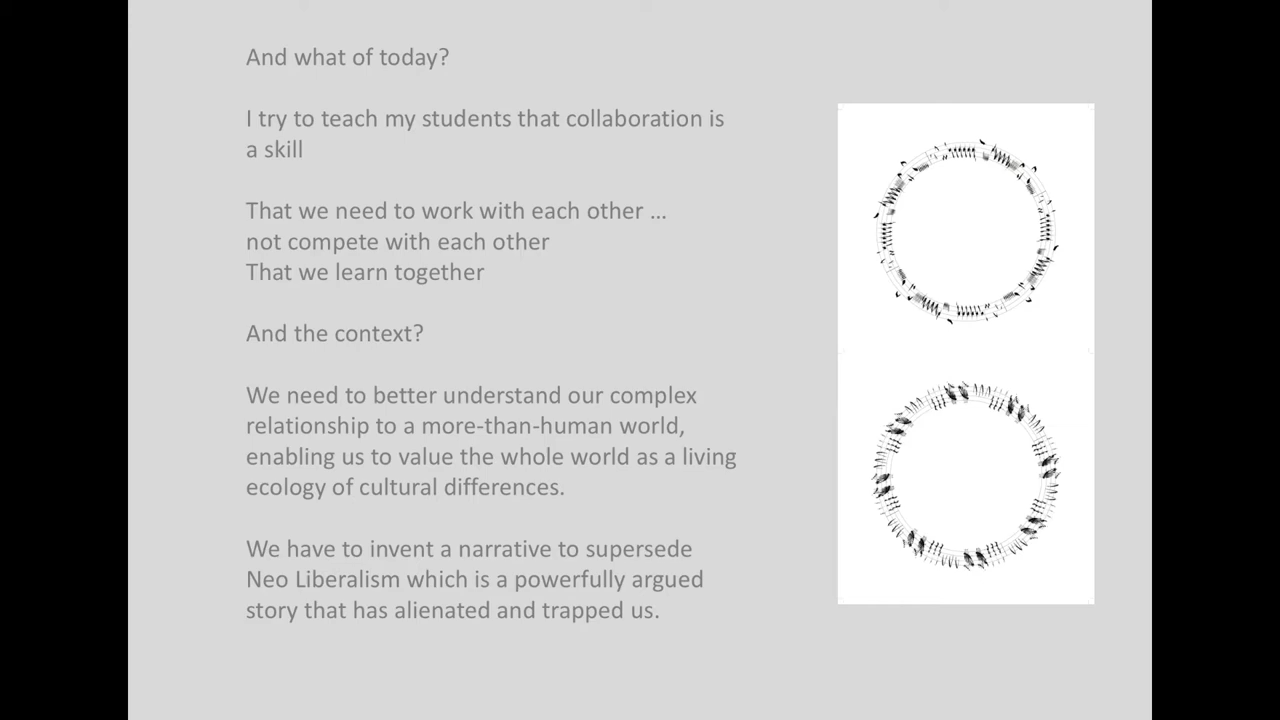 And what of today?
I try to teach my students that collaboration is
a skill
That we need to work with each other ...
not compete with each other
That we learn together
And the context?
We need to better understand our complex
relationship to a more-than-human world,
enabling us to value the whole world as a living
ecology of cultural differences.
We have to invent a narrative to supersede
Neo Liberalism which is a powerfully argued
story that has alienated and trapped us.